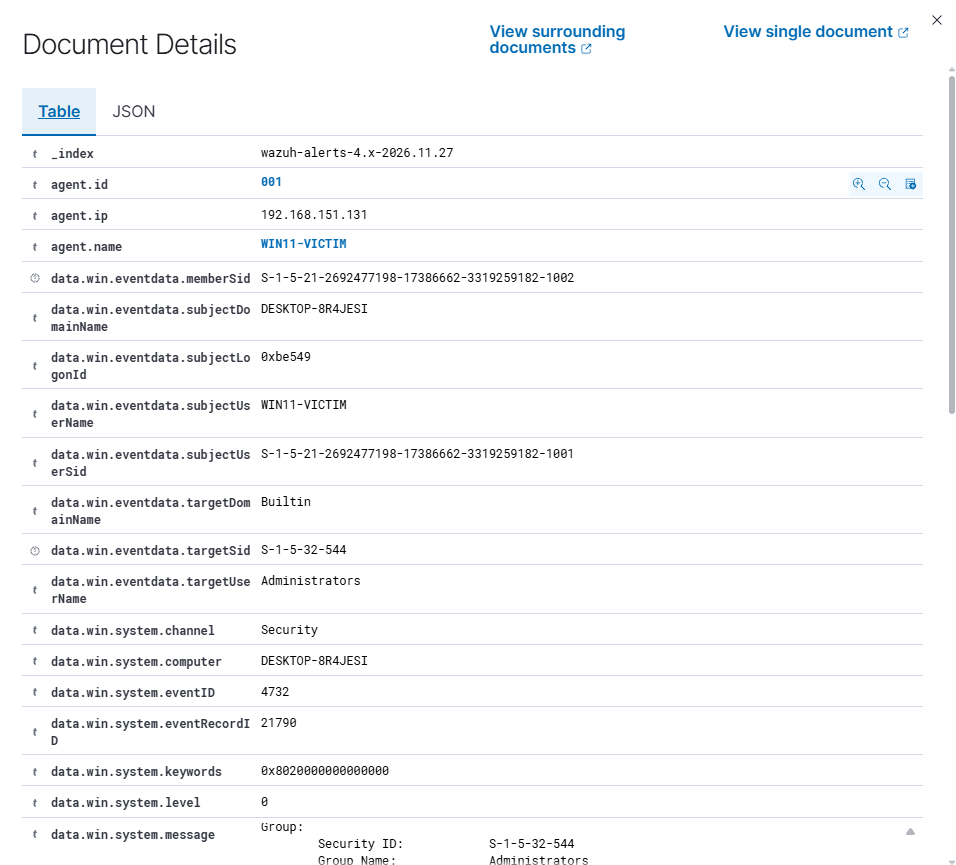 Document Details
View surrounding
documents
View single document
Table
JSON
t _index wazuh-alerts-4.x-2026.11.27
t agent.id 001
t agent.ip 192.168.151.131
t agent.name WIN11-VICTIM
data.win.eventdata.memberSid S-1-5-21-2692477198-17386662-3319259182-1002
t data.win.eventdata.subjectDo
mainName DESKTOP-8R4JESI
t data.win.eventdata.subjectLo
gonId 0xbe549
t data.win.eventdata.subjectUs
erName WIN11-VICTIM
t data.win.eventdata.subjectUs
erSid S-1-5-21-2692477198-17386662-3319259182-1001
t data.win.eventdata.targetDom
ainName Builtin
data.win.eventdata.targetSid S-1-5-32-544
t data.win.eventdata.targetUse
rName Administrators
t data.win.system.channel Security
t data.win.system.computer DESKTOP-8R4JESI
t data.win.system.eventID 4732
t data.win.system.eventRecordI
D 21790
t data.win.system.keywords 0x8020000000000000
t data.win.system.level 0
t data.win.system.message Group:
Security ID: S-1-5-32-544
Group Name: Administrators